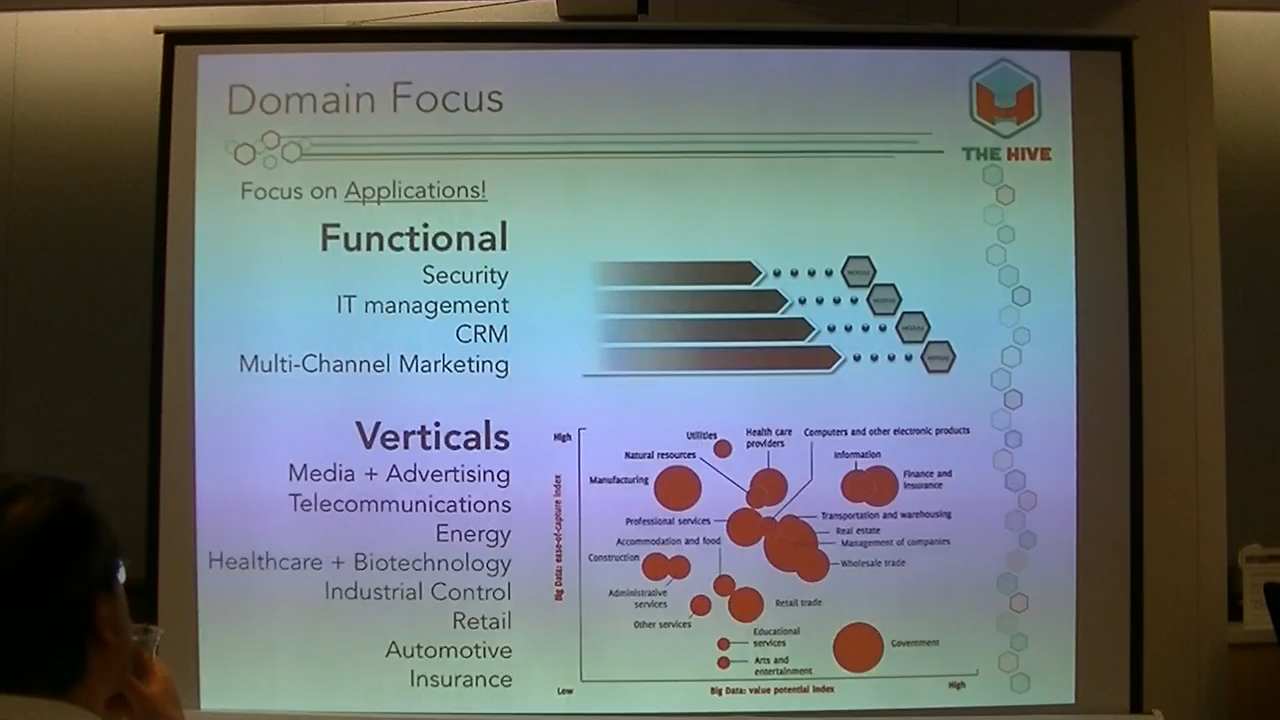 Domain Focus
THE HIVE
Focus on Applications!
Functional
Security
IT management
CRM
Multi-Channel Marketing
MODULE
MODULE
MODULE
MODULE
Verticals
Media + Advertising
Telecommunications
Energy
Healthcare + Biotechnology
Industrial Control
Retail
Automotive
Insurance
High
Big Data: ease-of-capture index
Low
Utilities
Health care
providers
Computers and other electronic products
Natural resources
Information
Manufacturing
Finance and
insurance
Professional services
Transportation and warehousing
Real estate
Accommodation and food
Management of companies
Construction
Wholesale trade
Administrative
services
Retail trade
Other services
Educational
services
Government
Arts and
entertainment
Big Data: value potential index
High